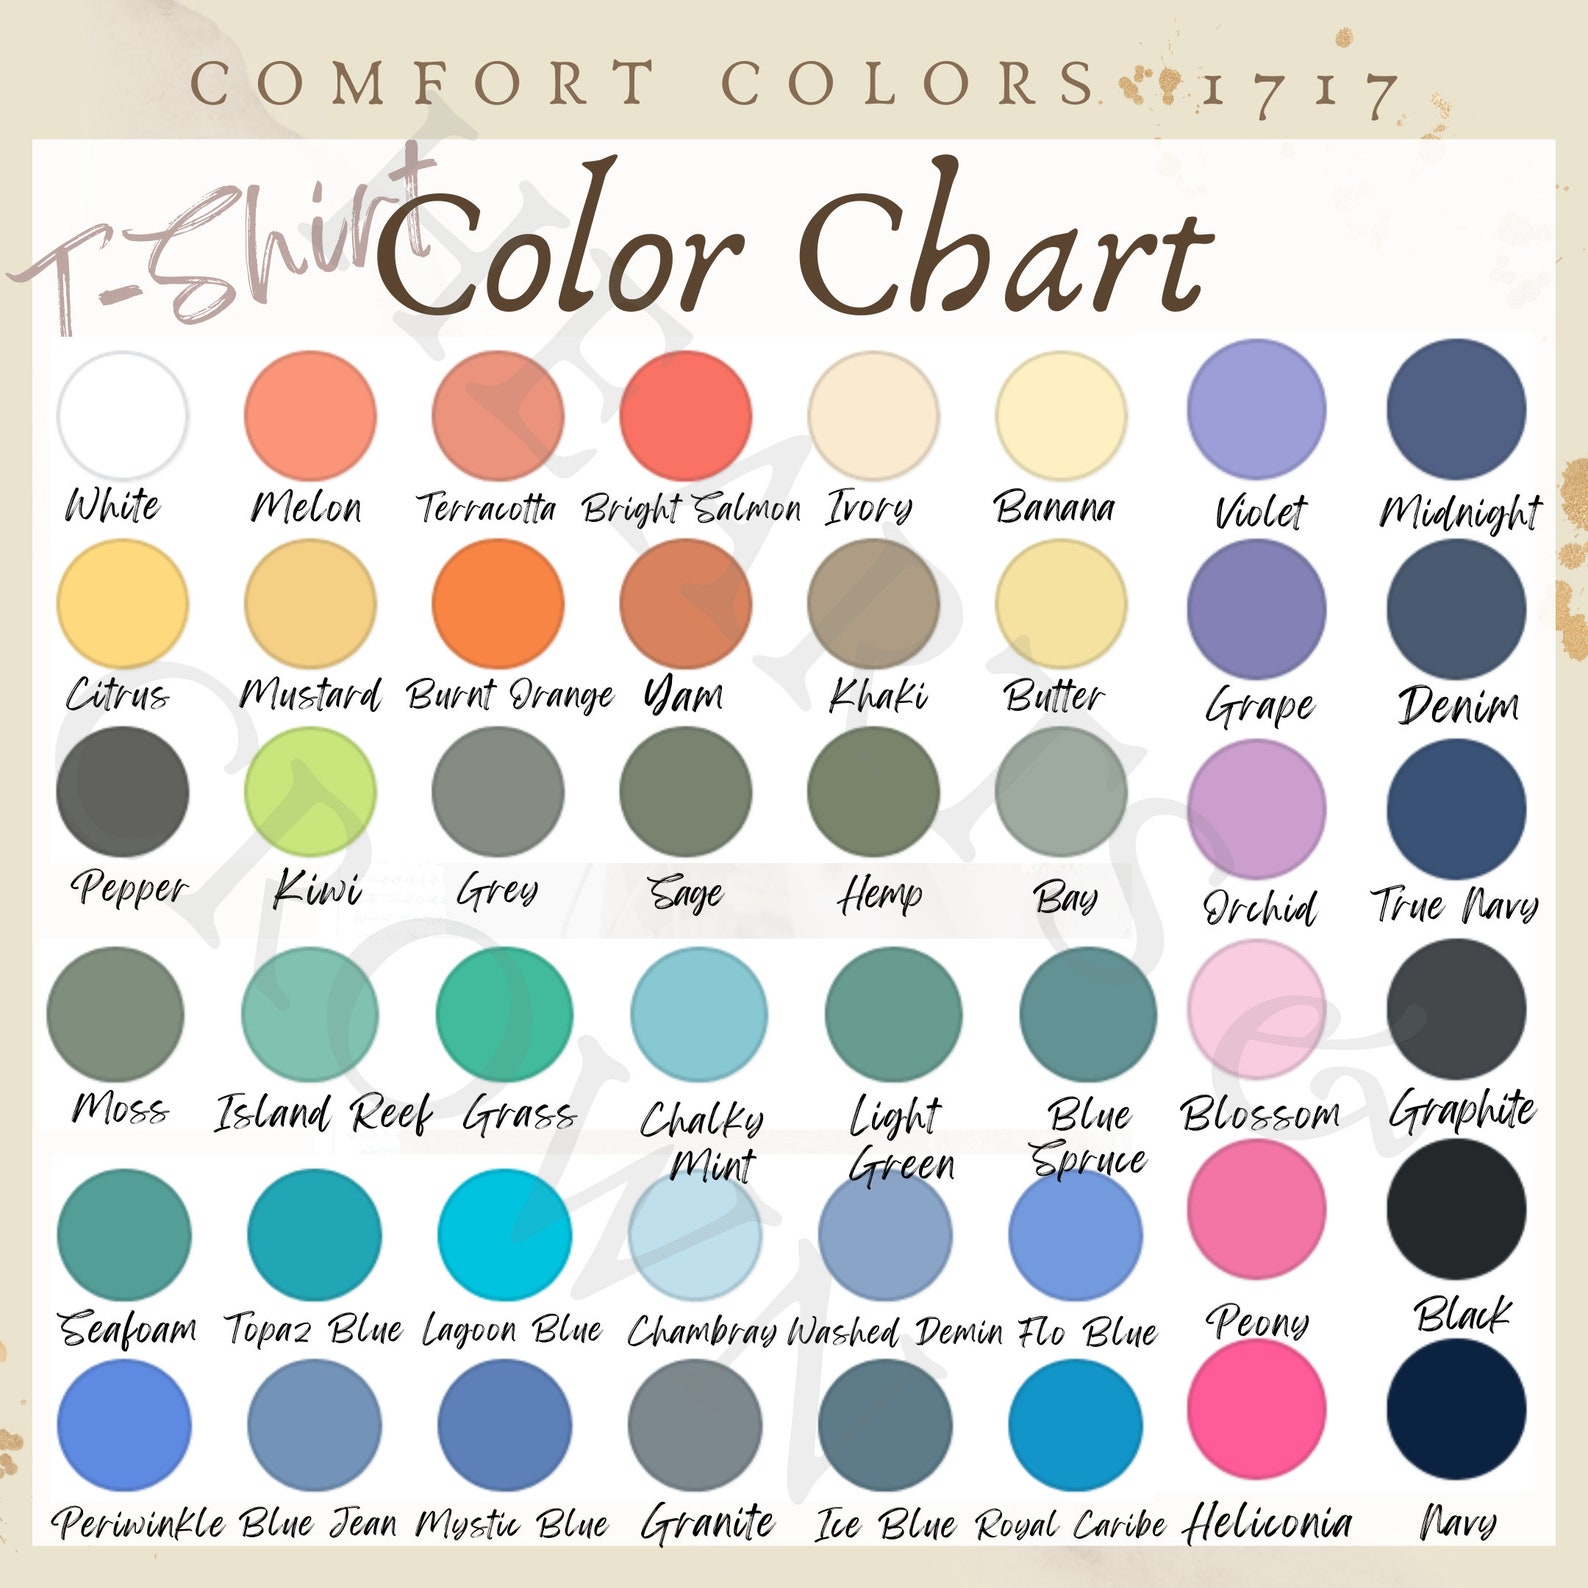 COMFORT COLORS 1717
T-Shirt Color Chart
White Melon Terracotta Bright Salmon Ivory Banana Violet Midnight
Citrus Mustard Burnt Orange Yam Khaki Butter Grape Denim
Pepper Kiwi Grey Sage Hemp Bay Orchid True Navy
Moss Island Reef Grass Chalky Light Blue Blossom Graphite
Mint Green Spruce
Seafoam Topaz Blue Lagoon Blue Chambray Washed Demin Flo Blue Peony Black
Periwinkle Blue Jean Mystic Blue Granite Ice Blue Royal Caribe Heliconia Navy
HEARTS &
CROWN